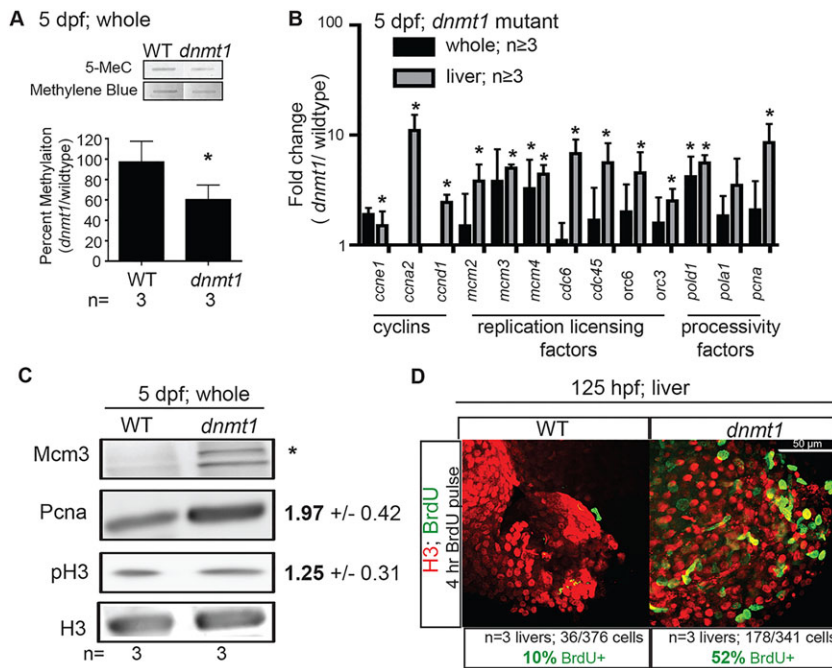 A 5 dpf; whole
WT dnmt1
5-MeC
Methylene Blue
Percent Methylaiton
(dnmt1/wildtype)
120
100
80
60
40
20
0
*
WT dnmt1
n= 3 3
B 5 dpf; dnmt1 mutant
whole; n≥3
liver; n≥3
Fold change
( dnmt1/ wildtype)
100
10
1
* * * * * * * * * * * * *
ccne1 ccna2 ccnd1 mcm2 mcm3 mcm4 cdc6 cdc45 orc6 orc3 pold1 pola1 pcna
cyclins
replication licensing
factors
processivity
factors
C
5 dpf; whole
WT dnmt1
Mcm3 *
Pcna 1.97 +/- 0.42
pH3 1.25 +/- 0.31
H3
n= 3 3
D
125 hpf; liver
WT dnmt1
50 µm
H3; BrdU
4 hr BrdU pulse
n=3 livers; 36/376 cells
10% BrdU+
n=3 livers; 178/341 cells
52% BrdU+